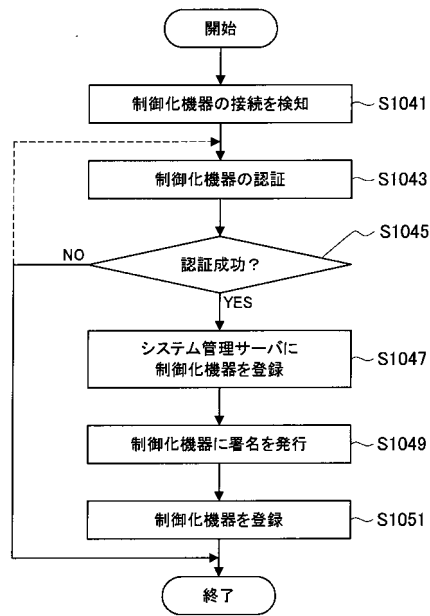 開始
制御化機器の接続を検知
S1041
制御化機器の認証
S1043
認証成功？
S1045
NO
YES
システム管理サーバに
制御化機器を登録
S1047
制御化機器に署名を発行
S1049
制御化機器を登録
S1051
終了